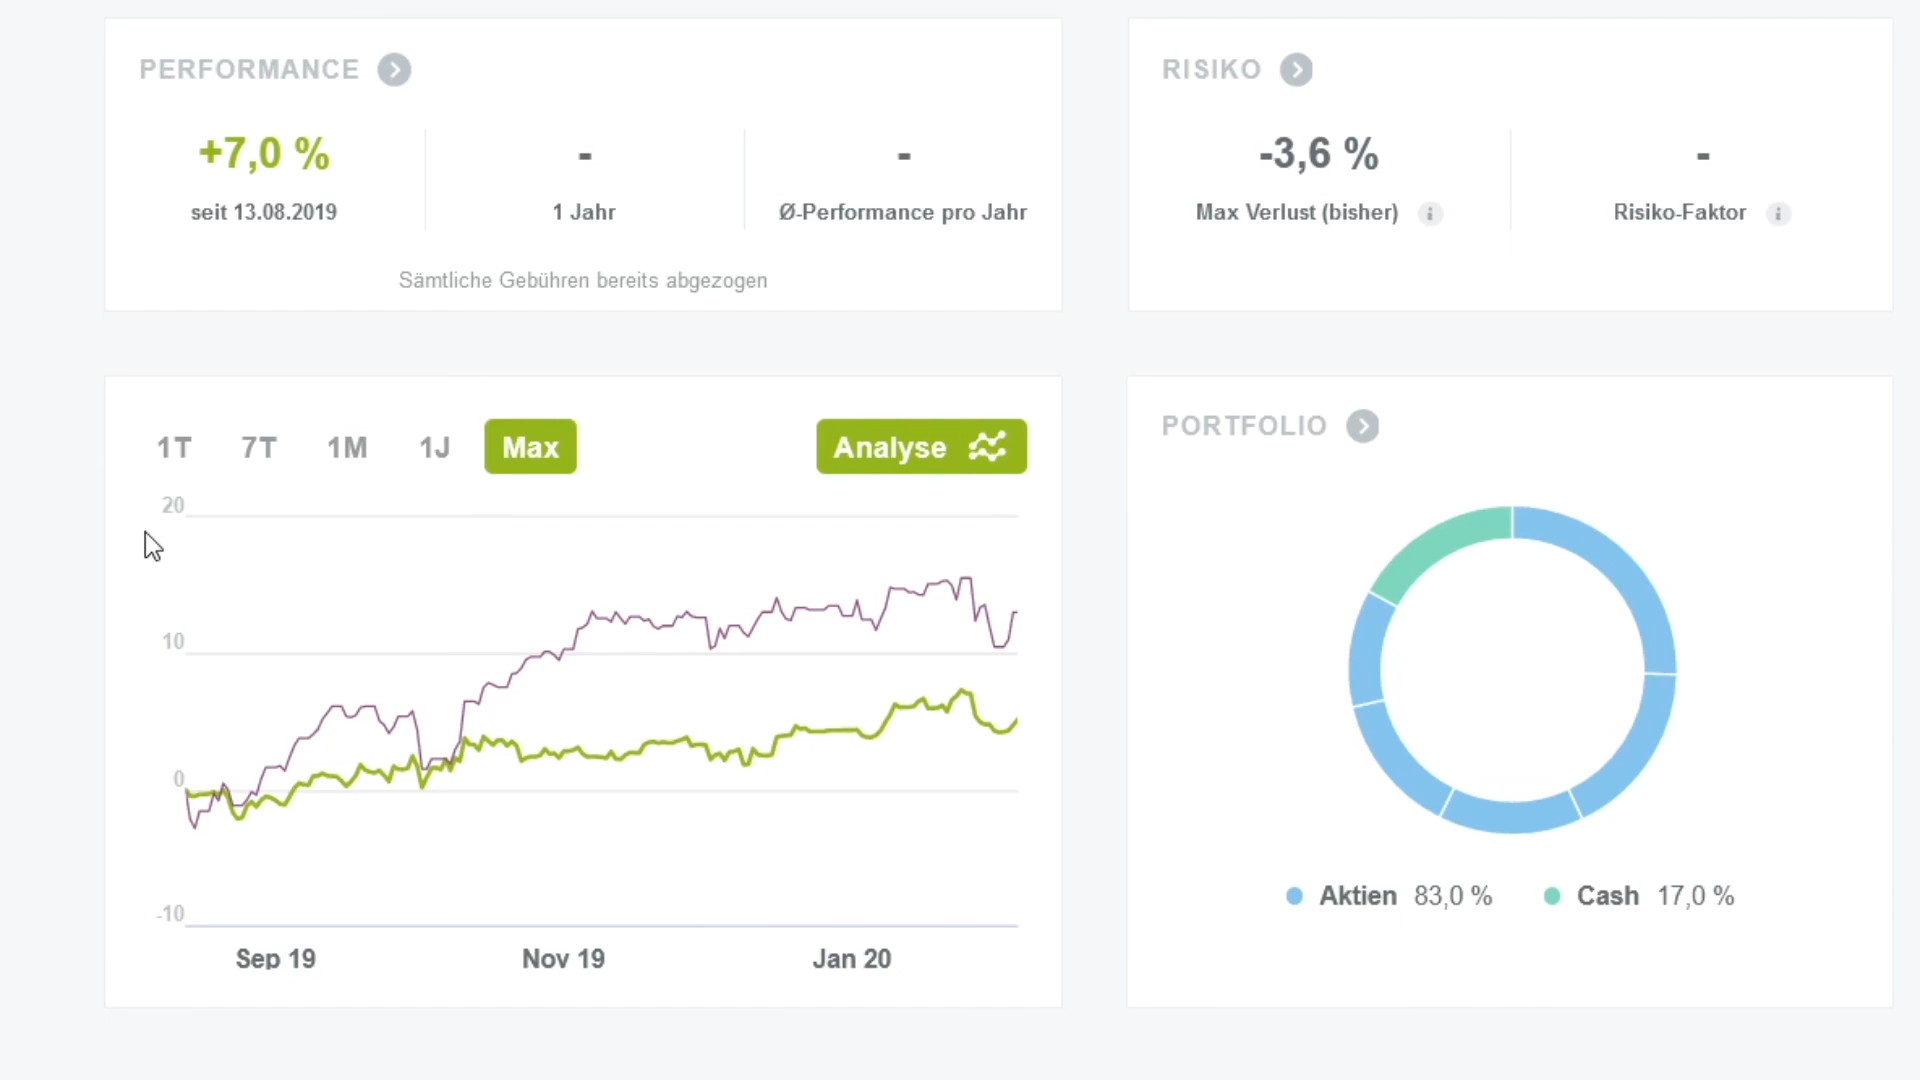 PERFORMANCE
+7,0 %
seit 13.08.2019
-
1 Jahr
-
Ø-Performance pro Jahr
Sämtliche Gebühren bereits abgezogen
RISIKO
-3,6 %
Max Verlust (bisher) i
-
Risiko-Faktor i
1T 7T 1M 1J Max Analyse
20
10
0
-10
Sep 19 Nov 19 Jan 20
PORTFOLIO
Aktien 83,0 % Cash 17,0 %